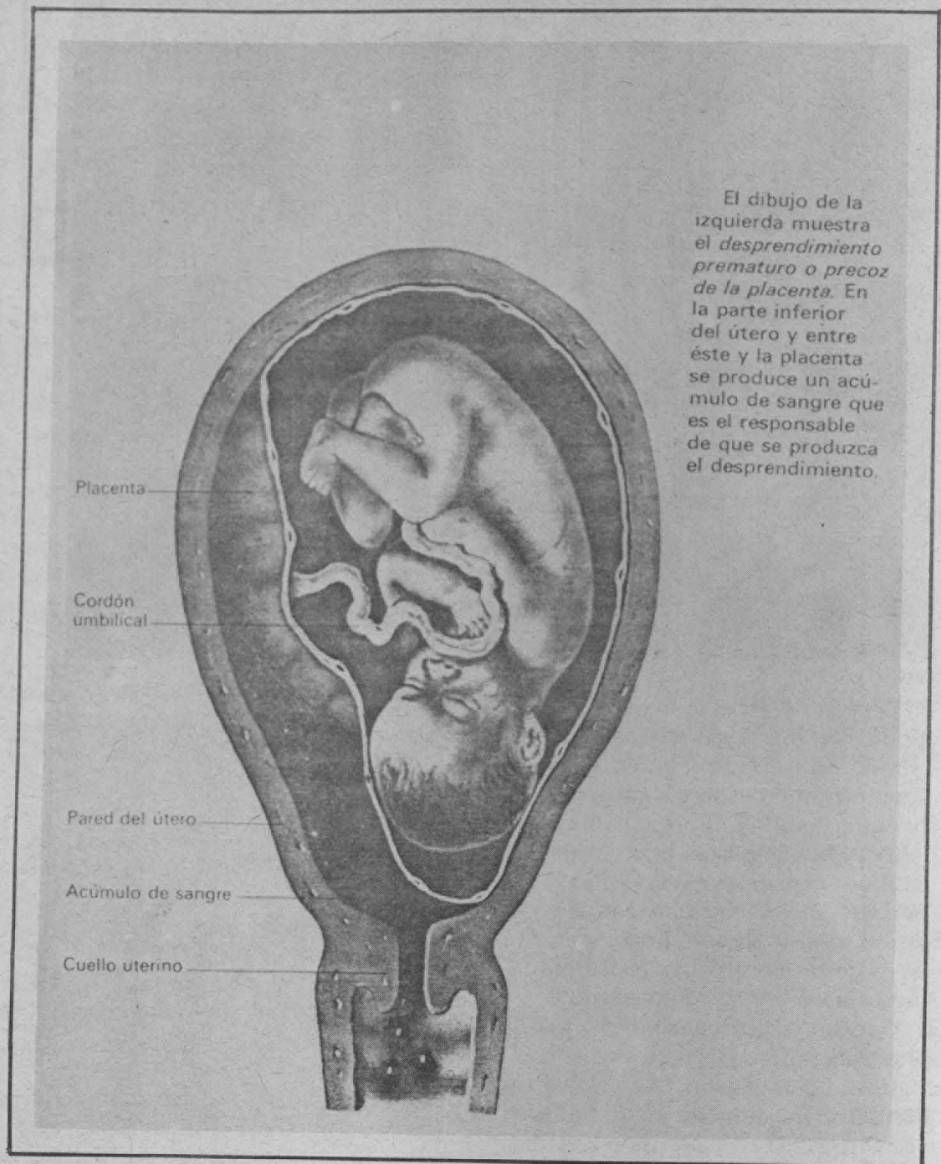 El dibujo de la
izquierda muestra
el desprendimiento
prematuro o precoz
de la placenta. En
la parte inferior
del útero y entre
éste y la placenta
se produce un acú-
mulo de sangre que
es el responsable
de que se produzca
el desprendimiento.
Placenta
Cordón
umbilical
Pared del útero
Acúmulo de sangre
Cuello uterino